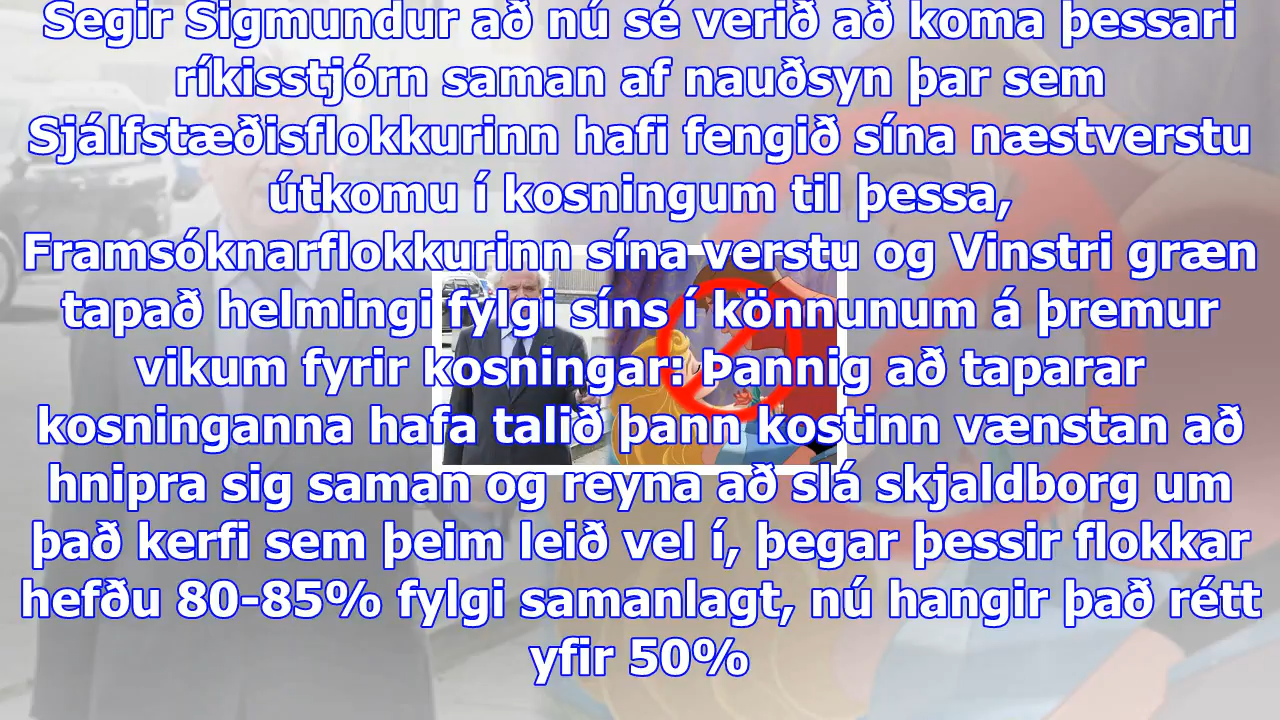 Segir Sigmundur að nú sé verið að koma þessari
ríkisstjórn saman af nauðsyn þar sem
Sjálfstæðisflokkurinn hafi fengið sína næstverstu
útkomu í kosningum til þessa,
Framsóknarflokkurinn sína verstu og Vinstri græn
tapað helmingi fylgi síns í könnunum á þremur
vikum fyrir kosningar: Þannig að taparar
kosninganna hafa talið þann kostinn vænstan að
hnipra sig saman og reyna að slá skjaldborg um
það kerfi sem þeim leið vel í, þegar þessir flokkar
hefðu 80-85% fylgi samanlagt, nú hangir það rétt
yfir 50%